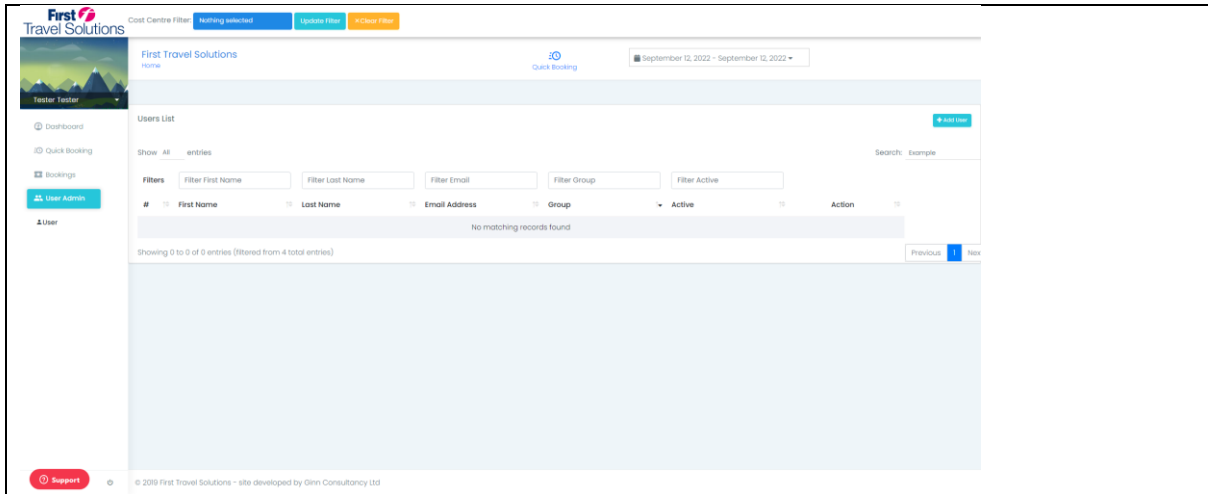 First
Travel Solutions
Cost Centre Filter: Nothing selected Update Filter Clear Filter
First Travel Solutions
Home
Quick Booking
September 12, 2022 - September 12, 2022
Tester Tester
Dashboard
Quick Booking
Bookings
User Admin
User
Users List
Add User
Show All entries
Search: Example
Filters Filter First Name Filter Last Name Filter Email Filter Group Filter Active
# First Name Last Name Email Address Group Active Action
No matching records found
Showing 0 to 0 of 0 entries (filtered from 4 total entries)
Previous 1 Nex
Support
© 2019 First Travel Solutions - site developed by Ginn Consultancy Ltd